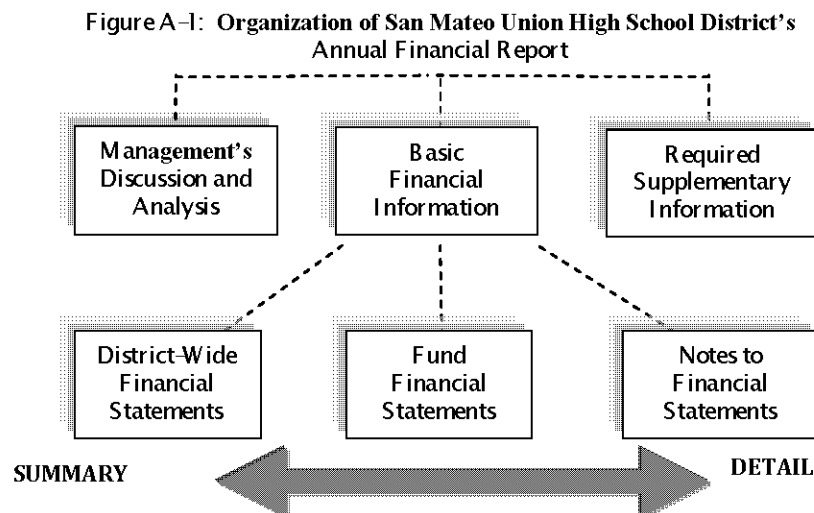 Figure A-1: Organization of San Mateo Union High School District's
Annual Financial Report
Management's
Discussion and
Analysis
Basic
Financial
Information
Required
Supplementary
Information
District-Wide
Financial
Statements
Fund
Financial
Statements
Notes to
Financial
Statements
SUMMARY
DETAIL